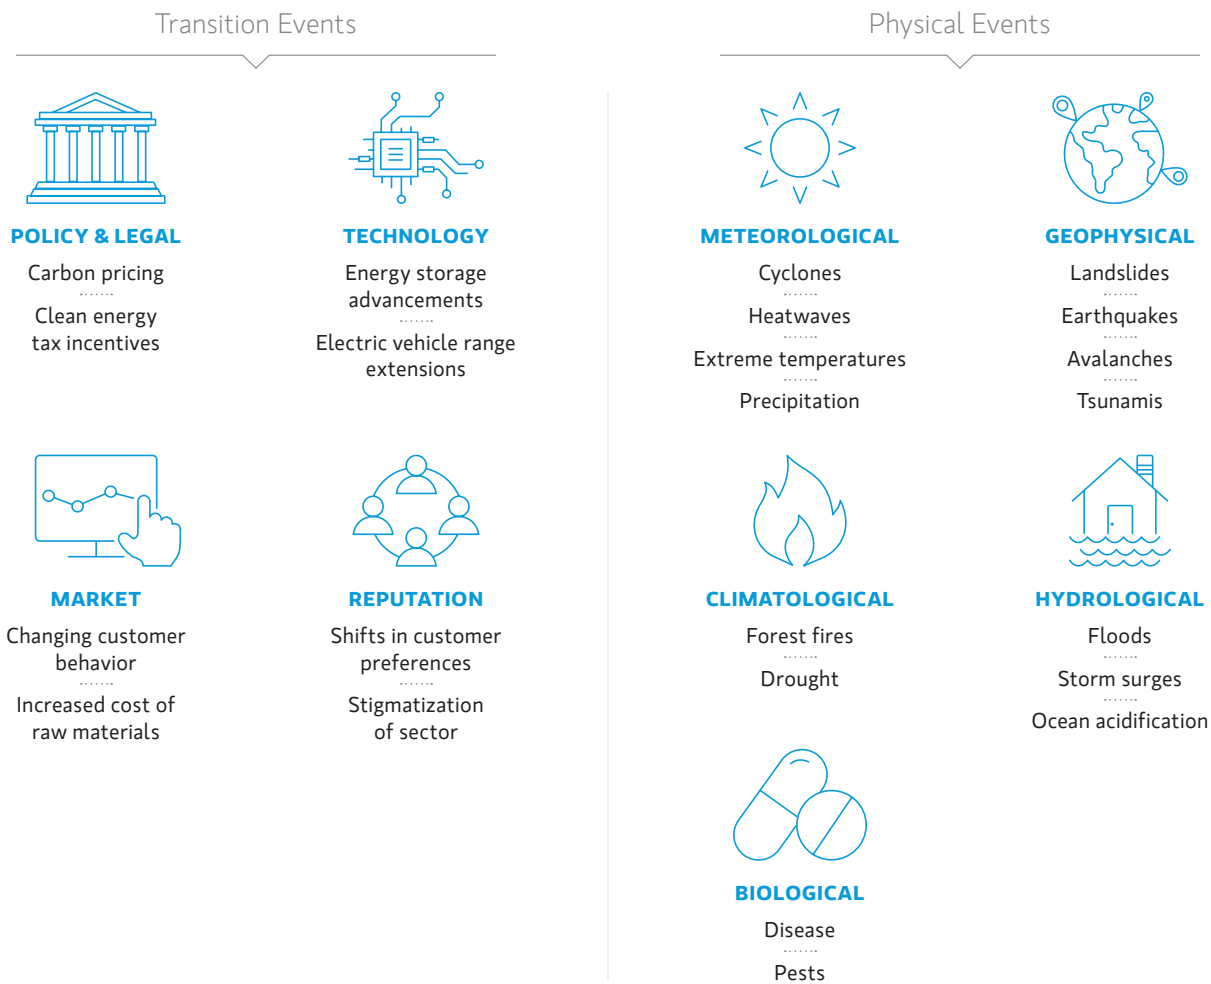 Transition Events
POLICY & LEGAL
Carbon pricing
Clean energy
tax incentives
TECHNOLOGY
Energy storage
advancements
Electric vehicle range
extensions
MARKET
Changing customer
behavior
Increased cost of
raw materials
REPUTATION
Shifts in customer
preferences
Stigmatization
of sector
Physical Events
METEOROLOGICAL
Cyclones
Heatwaves
Extreme temperatures
Precipitation
GEOPHYSICAL
Landslides
Earthquakes
Avalanches
Tsunamis
CLIMATOLOGICAL
Forest fires
Drought
HYDROLOGICAL
Floods
Storm surges
Ocean acidification
BIOLOGICAL
Disease
Pests